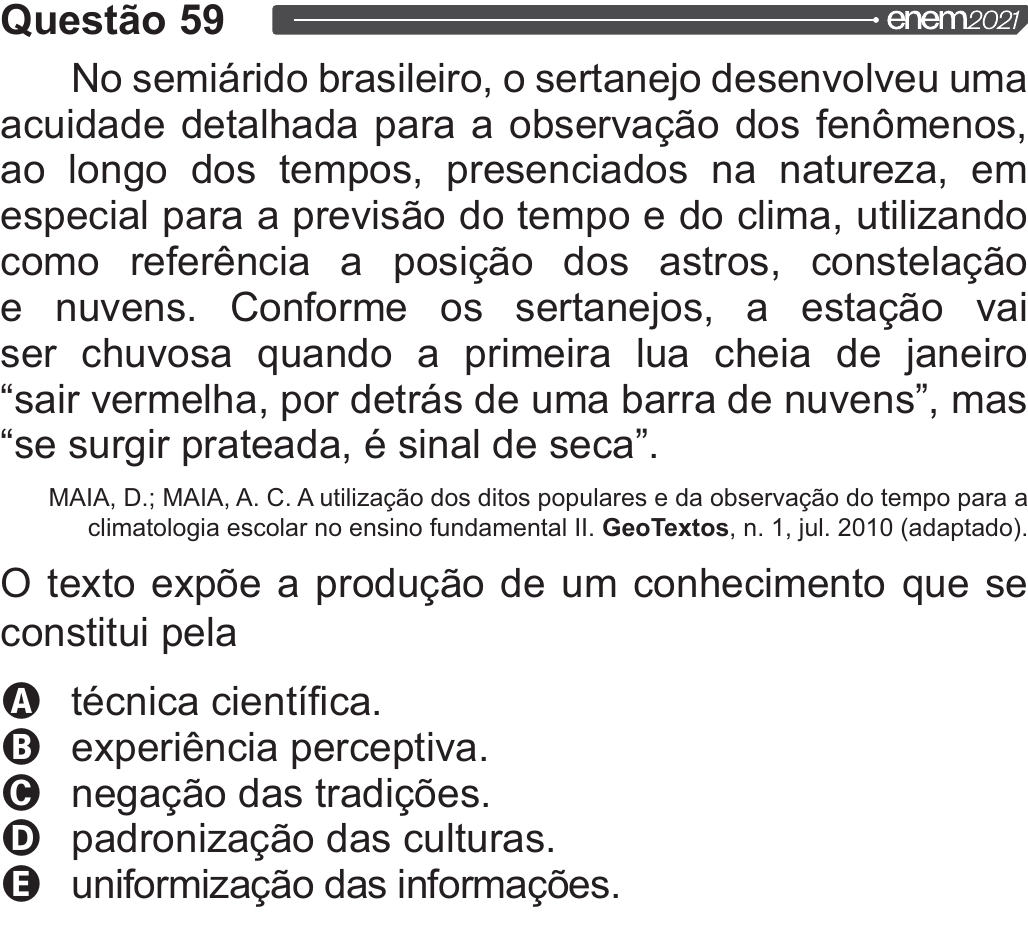 Questão 59
enem2021
No semiárido brasileiro, o sertanejo desenvolveu uma
acuidade detalhada para a observação dos fenômenos,
ao longo dos tempos, presenciados na natureza, em
especial para a previsão do tempo e do clima, utilizando
como referência a posição dos astros, constelação
e nuvens. Conforme os sertanejos, a estação vai
ser chuvosa quando a primeira lua cheia de janeiro
“sair vermelha, por detrás de uma barra de nuvens”, mas
“se surgir prateada, é sinal de seca”.
MAIA, D.; MAIA, A. C. A utilização dos ditos populares e da observação do tempo para a
climatologia escolar no ensino fundamental II. GeoTextos, n. 1, jul. 2010 (adaptado).
O texto expõe a produção de um conhecimento que se
constitui pela
A técnica científica.
B experiência perceptiva.
C negação das tradições.
D padronização das culturas.
E uniformização das informações.